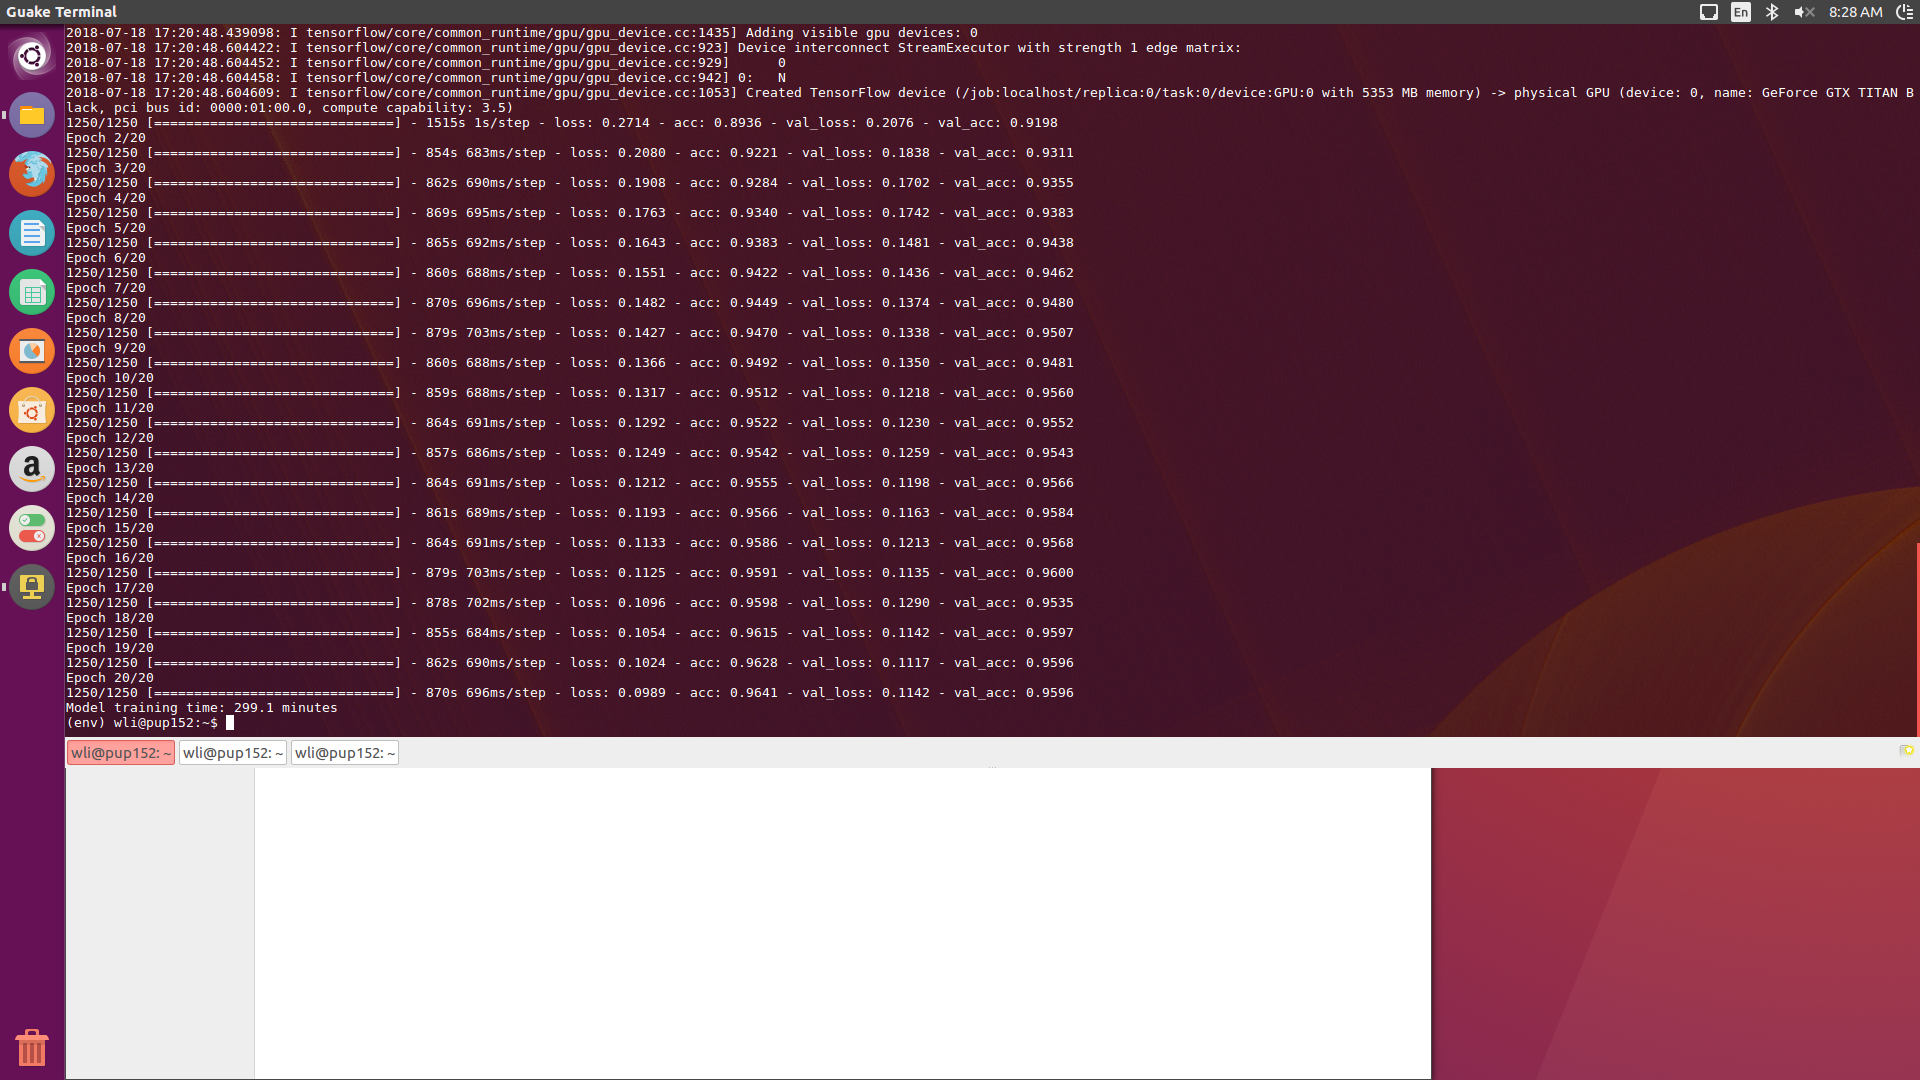 Guake Terminal
En
8:28 AM
2018-07-18 17:20:48.439098: I tensorflow/core/common_runtime/gpu/gpu_device.cc:1435] Adding visible gpu devices: 0
2018-07-18 17:20:48.604422: I tensorflow/core/common_runtime/gpu/gpu_device.cc:923] Device interconnect StreamExecutor with strength 1 edge matrix:
2018-07-18 17:20:48.604452: I tensorflow/core/common_runtime/gpu/gpu_device.cc:929]      0
2018-07-18 17:20:48.604458: I tensorflow/core/common_runtime/gpu/gpu_device.cc:942] 0:   N
2018-07-18 17:20:48.604609: I tensorflow/core/common_runtime/gpu/gpu_device.cc:1053] Created TensorFlow device (/job:localhost/replica:0/task:0/device:GPU:0 with 5353 MB memory) -> physical GPU (device: 0, name: GeForce GTX TITAN B
lack, pci bus id: 0000:01:00.0, compute capability: 3.5)
1250/1250 [==============================] - 1515s 1s/step - loss: 0.2714 - acc: 0.8936 - val_loss: 0.2076 - val_acc: 0.9198
Epoch 2/20
1250/1250 [==============================] - 854s 683ms/step - loss: 0.2080 - acc: 0.9221 - val_loss: 0.1838 - val_acc: 0.9311
Epoch 3/20
1250/1250 [==============================] - 862s 690ms/step - loss: 0.1908 - acc: 0.9284 - val_loss: 0.1702 - val_acc: 0.9355
Epoch 4/20
1250/1250 [==============================] - 869s 695ms/step - loss: 0.1763 - acc: 0.9340 - val_loss: 0.1742 - val_acc: 0.9383
Epoch 5/20
1250/1250 [==============================] - 865s 692ms/step - loss: 0.1643 - acc: 0.9383 - val_loss: 0.1481 - val_acc: 0.9438
Epoch 6/20
1250/1250 [==============================] - 860s 688ms/step - loss: 0.1551 - acc: 0.9422 - val_loss: 0.1436 - val_acc: 0.9462
Epoch 7/20
1250/1250 [==============================] - 870s 696ms/step - loss: 0.1482 - acc: 0.9449 - val_loss: 0.1374 - val_acc: 0.9480
Epoch 8/20
1250/1250 [==============================] - 879s 703ms/step - loss: 0.1427 - acc: 0.9470 - val_loss: 0.1338 - val_acc: 0.9507
Epoch 9/20
1250/1250 [==============================] - 860s 688ms/step - loss: 0.1366 - acc: 0.9492 - val_loss: 0.1350 - val_acc: 0.9481
Epoch 10/20
1250/1250 [==============================] - 859s 688ms/step - loss: 0.1317 - acc: 0.9512 - val_loss: 0.1218 - val_acc: 0.9560
Epoch 11/20
1250/1250 [==============================] - 864s 691ms/step - loss: 0.1292 - acc: 0.9522 - val_loss: 0.1230 - val_acc: 0.9552
Epoch 12/20
1250/1250 [==============================] - 857s 686ms/step - loss: 0.1249 - acc: 0.9542 - val_loss: 0.1259 - val_acc: 0.9543
Epoch 13/20
1250/1250 [==============================] - 864s 691ms/step - loss: 0.1212 - acc: 0.9555 - val_loss: 0.1198 - val_acc: 0.9566
Epoch 14/20
1250/1250 [==============================] - 861s 689ms/step - loss: 0.1193 - acc: 0.9566 - val_loss: 0.1163 - val_acc: 0.9584
Epoch 15/20
1250/1250 [==============================] - 864s 691ms/step - loss: 0.1133 - acc: 0.9586 - val_loss: 0.1213 - val_acc: 0.9568
Epoch 16/20
1250/1250 [==============================] - 879s 703ms/step - loss: 0.1125 - acc: 0.9591 - val_loss: 0.1135 - val_acc: 0.9600
Epoch 17/20
1250/1250 [==============================] - 878s 702ms/step - loss: 0.1096 - acc: 0.9598 - val_loss: 0.1290 - val_acc: 0.9535
Epoch 18/20
1250/1250 [==============================] - 855s 684ms/step - loss: 0.1054 - acc: 0.9615 - val_loss: 0.1142 - val_acc: 0.9597
Epoch 19/20
1250/1250 [==============================] - 862s 690ms/step - loss: 0.1024 - acc: 0.9628 - val_loss: 0.1117 - val_acc: 0.9596
Epoch 20/20
1250/1250 [==============================] - 870s 696ms/step - loss: 0.0989 - acc: 0.9641 - val_loss: 0.1142 - val_acc: 0.9596
Model training time: 299.1 minutes
(env) wli@pup152:~$
wli@pup152: ~
wli@pup152: ~
wli@pup152: ~